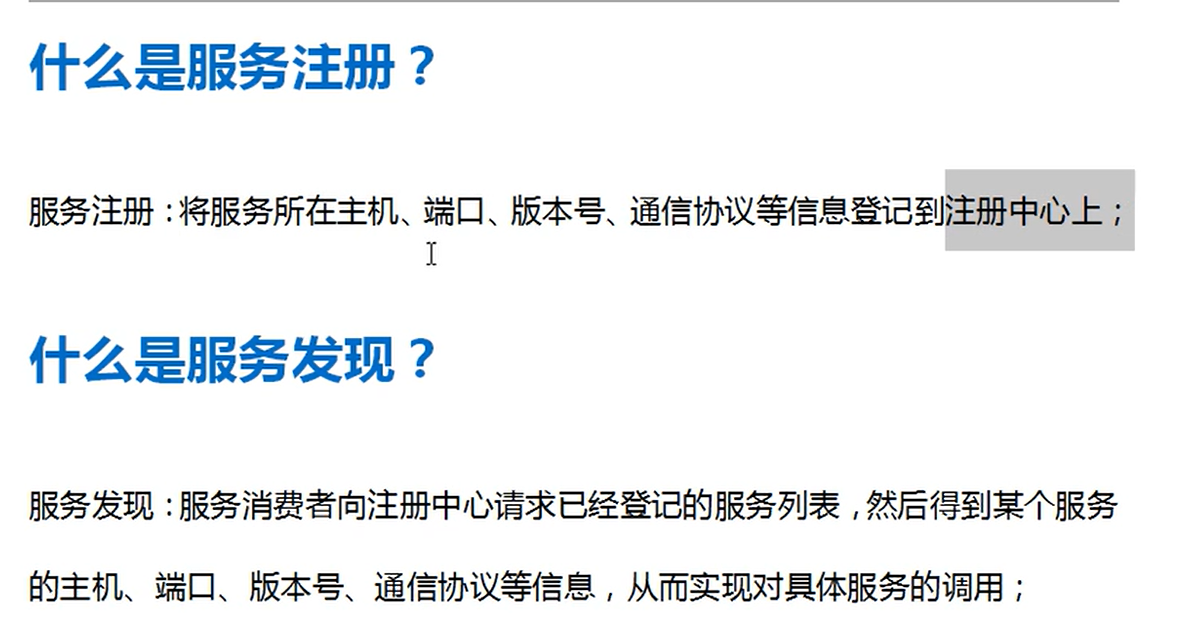 什么是服务注册？
服务注册：将服务所在主机、端口、版本号、通信协议等信息登记到注册中心上；
什么是服务发现？
服务发现：服务消费者向注册中心请求已经登记的服务列表，然后得到某个服务
的主机、端口、版本号、通信协议等信息，从而实现对具体服务的调用；